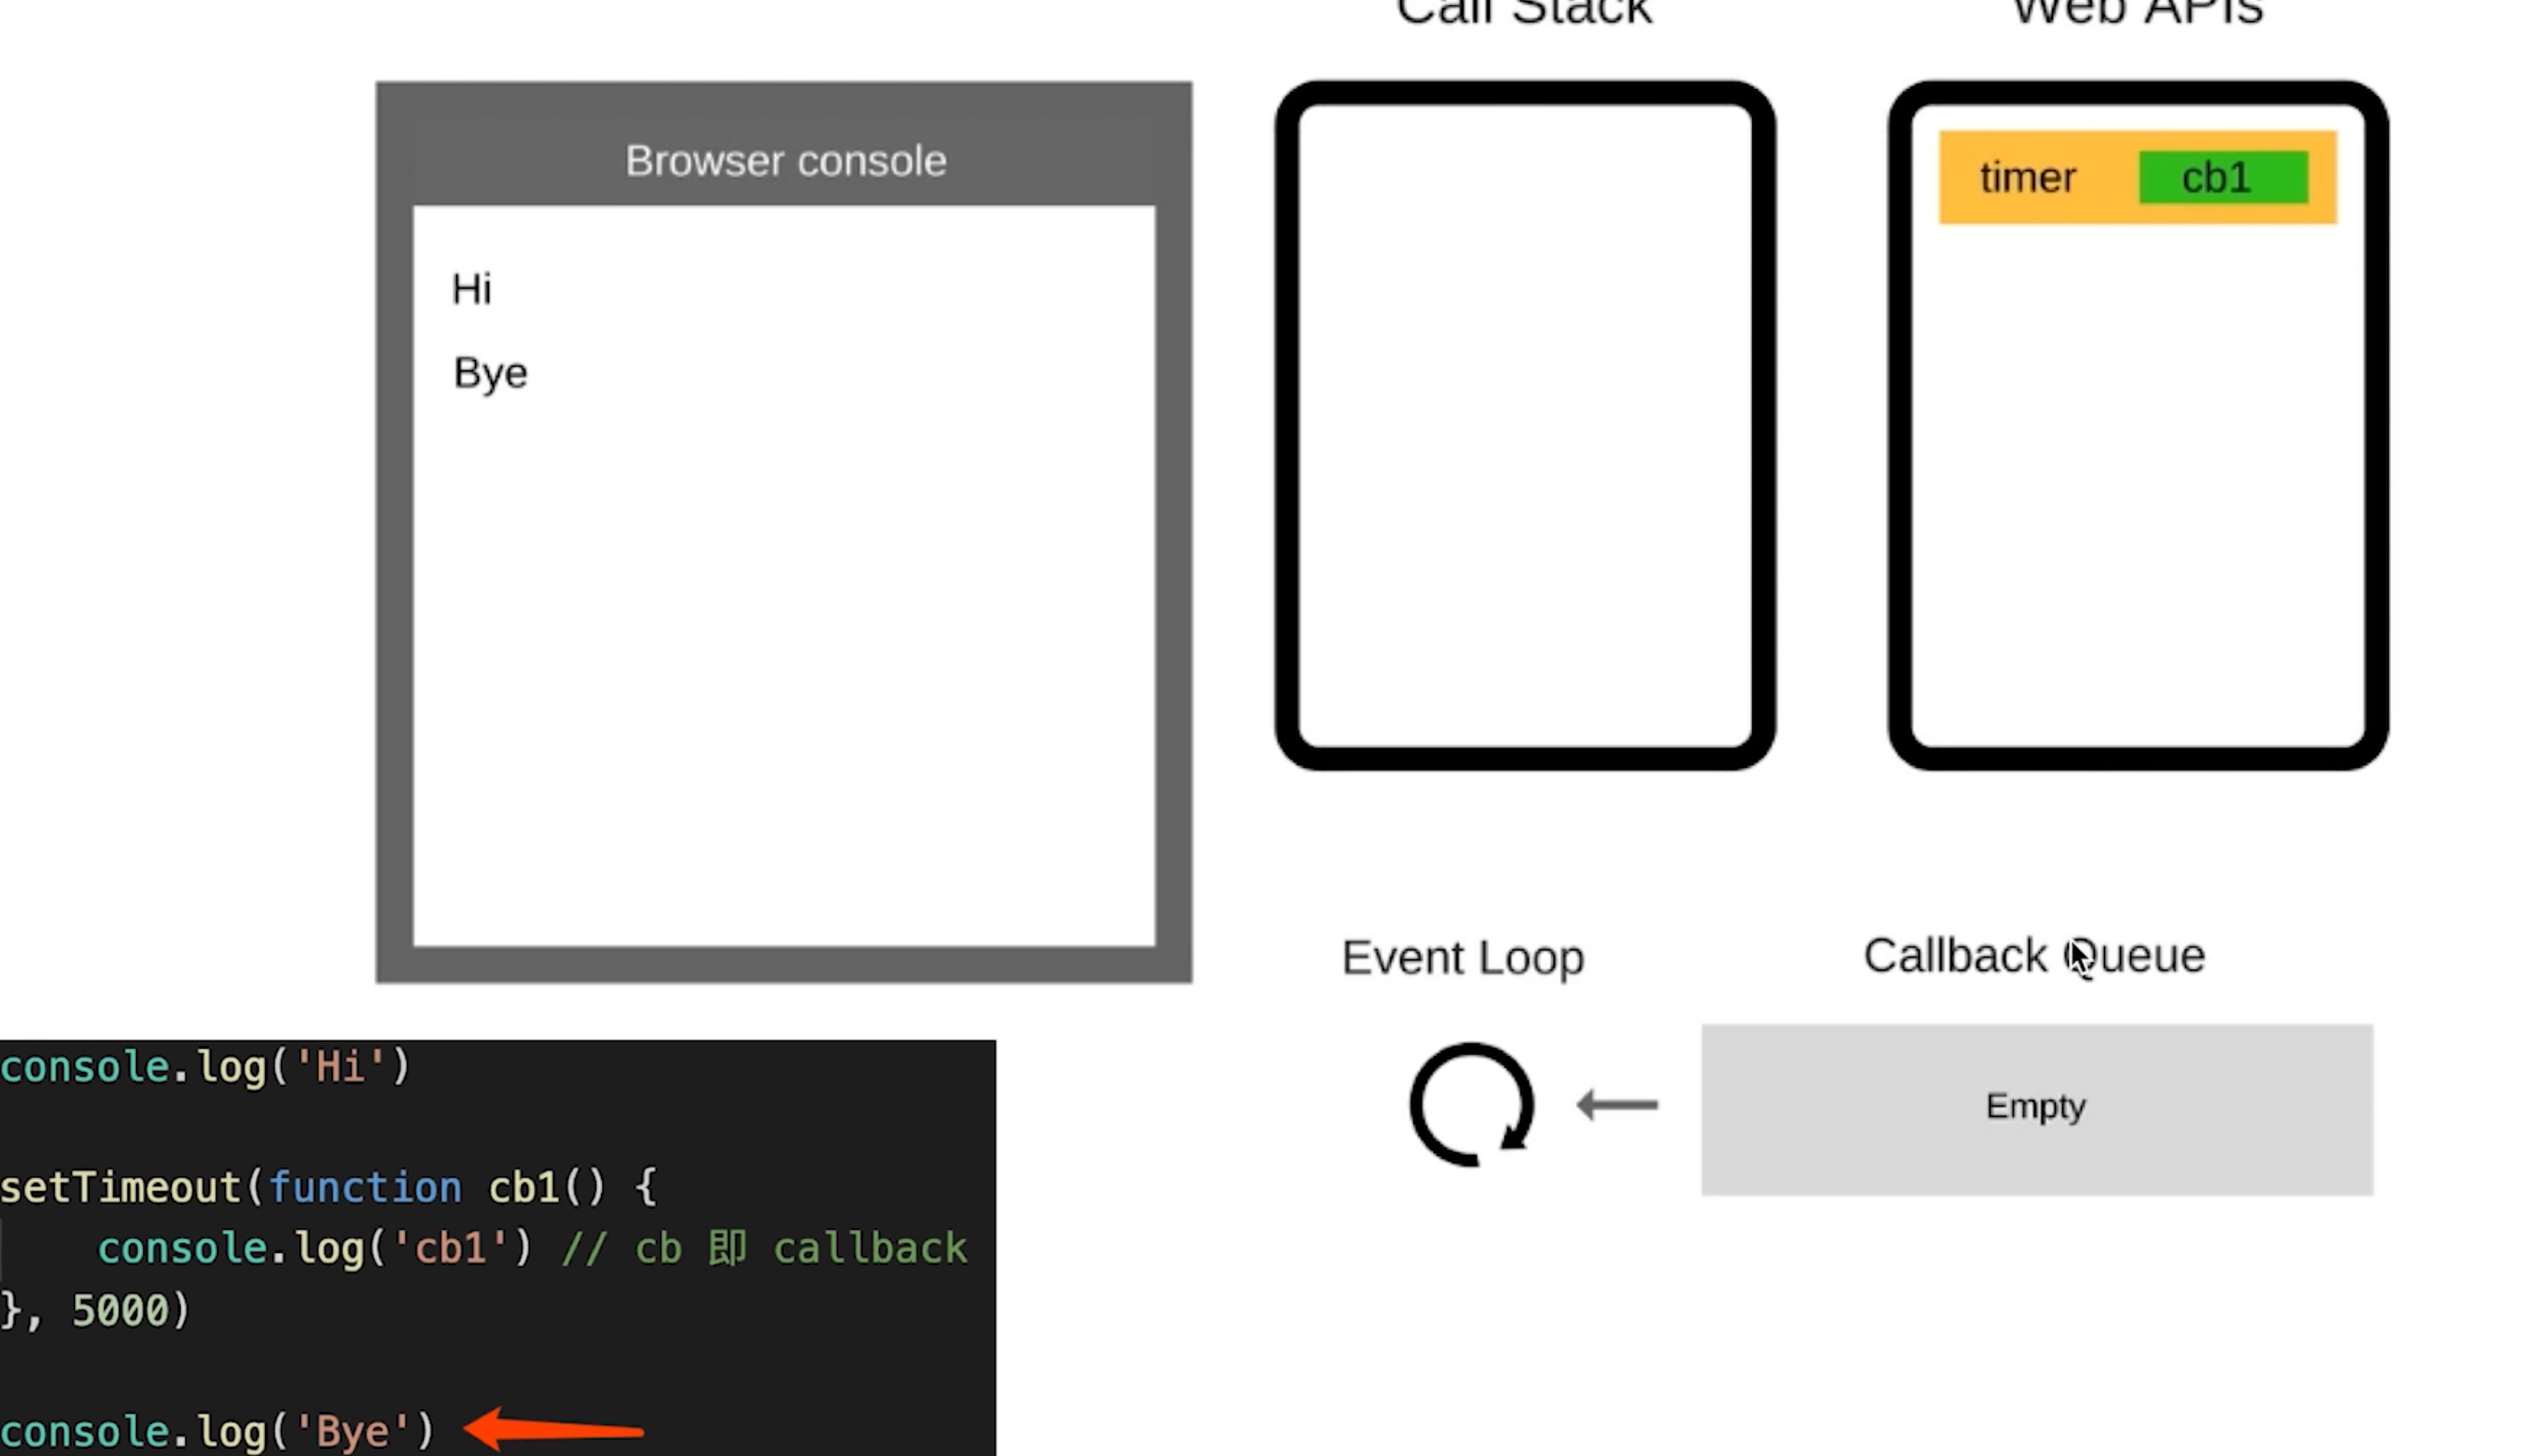 Call Stack
Web APIs
Browser console
timer
cb1
Hi
Bye
Event Loop
Callback Queue
Empty
console.log('Hi')
setTimeout(function cb1() {
console.log('cb1') // cb 即 callback
}, 5000)
console.log('Bye')